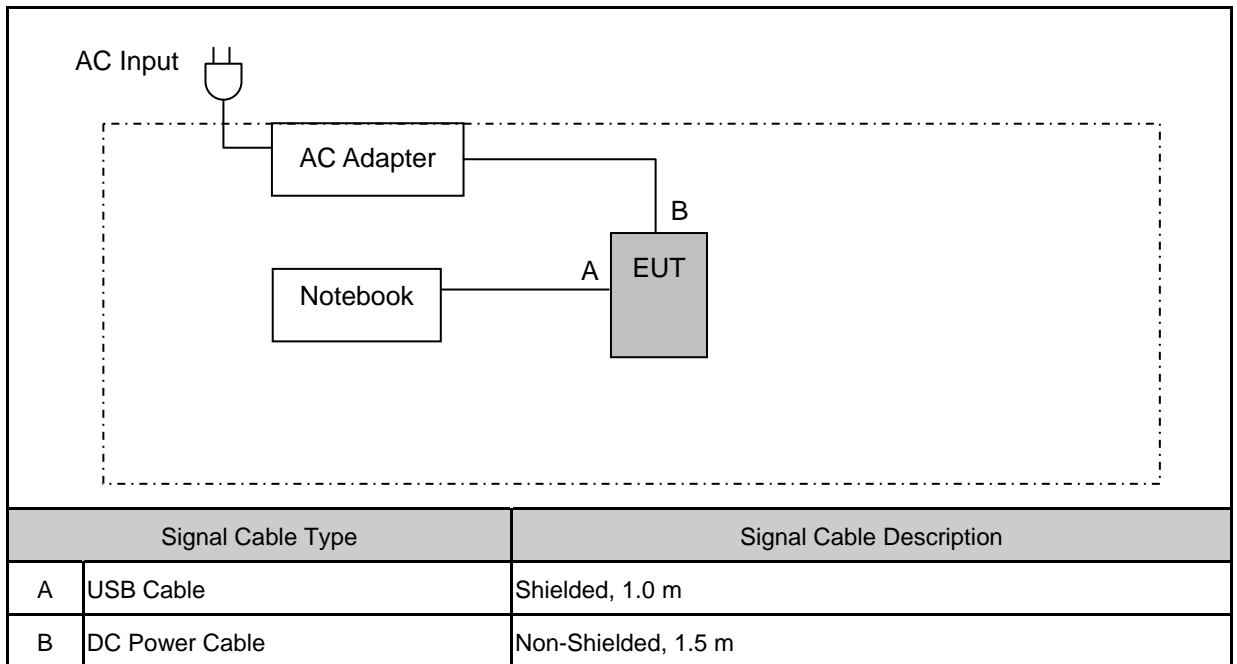 AC Input
AC Adapter
B
A
EUT
Notebook
Signal Cable Type Signal Cable Description
A USB Cable Shielded, 1.0 m
B DC Power Cable Non-Shielded, 1.5 m